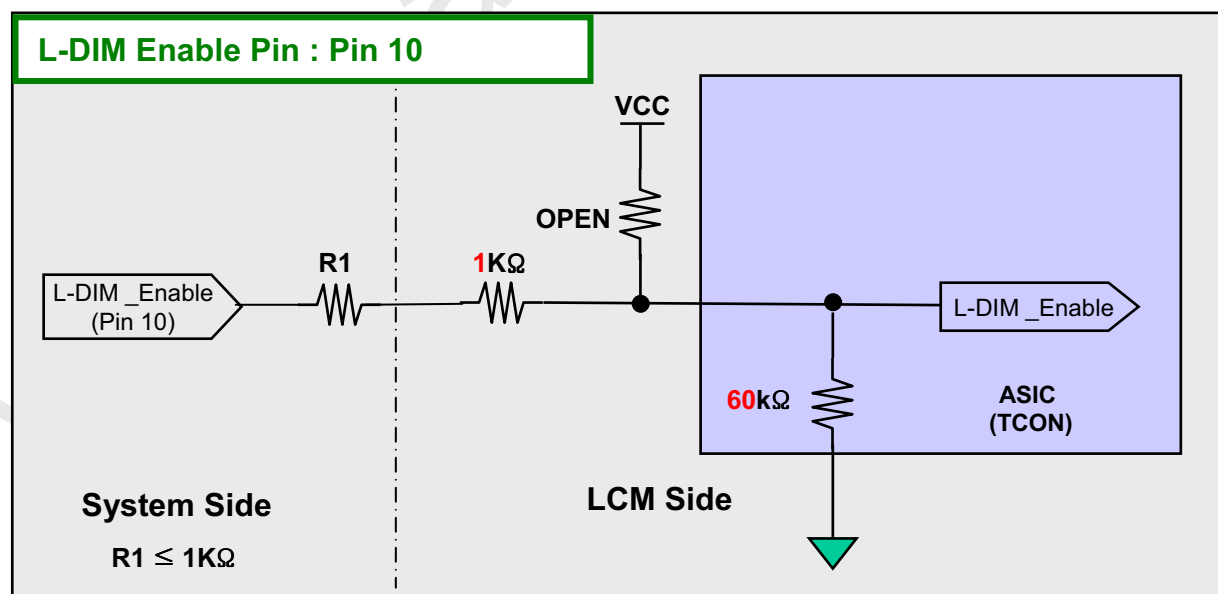 L-DIM Enable Pin : Pin 10
VCC
OPEN
R1
1KΩ
L-DIM _Enable
(Pin 10)
L-DIM _Enable
60kΩ
ASIC
(TCON)
System Side
LCM Side
R1 ≤ 1KΩ